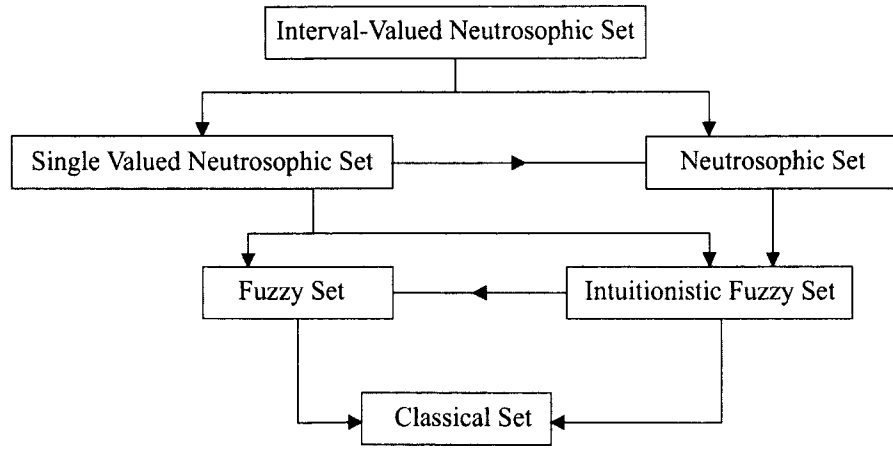 Interval-Valued Neutrosophic Set
Single Valued Neutrosophic Set
Neutrosophic Set
Fuzzy Set
Intuitionistic Fuzzy Set
Classical Set